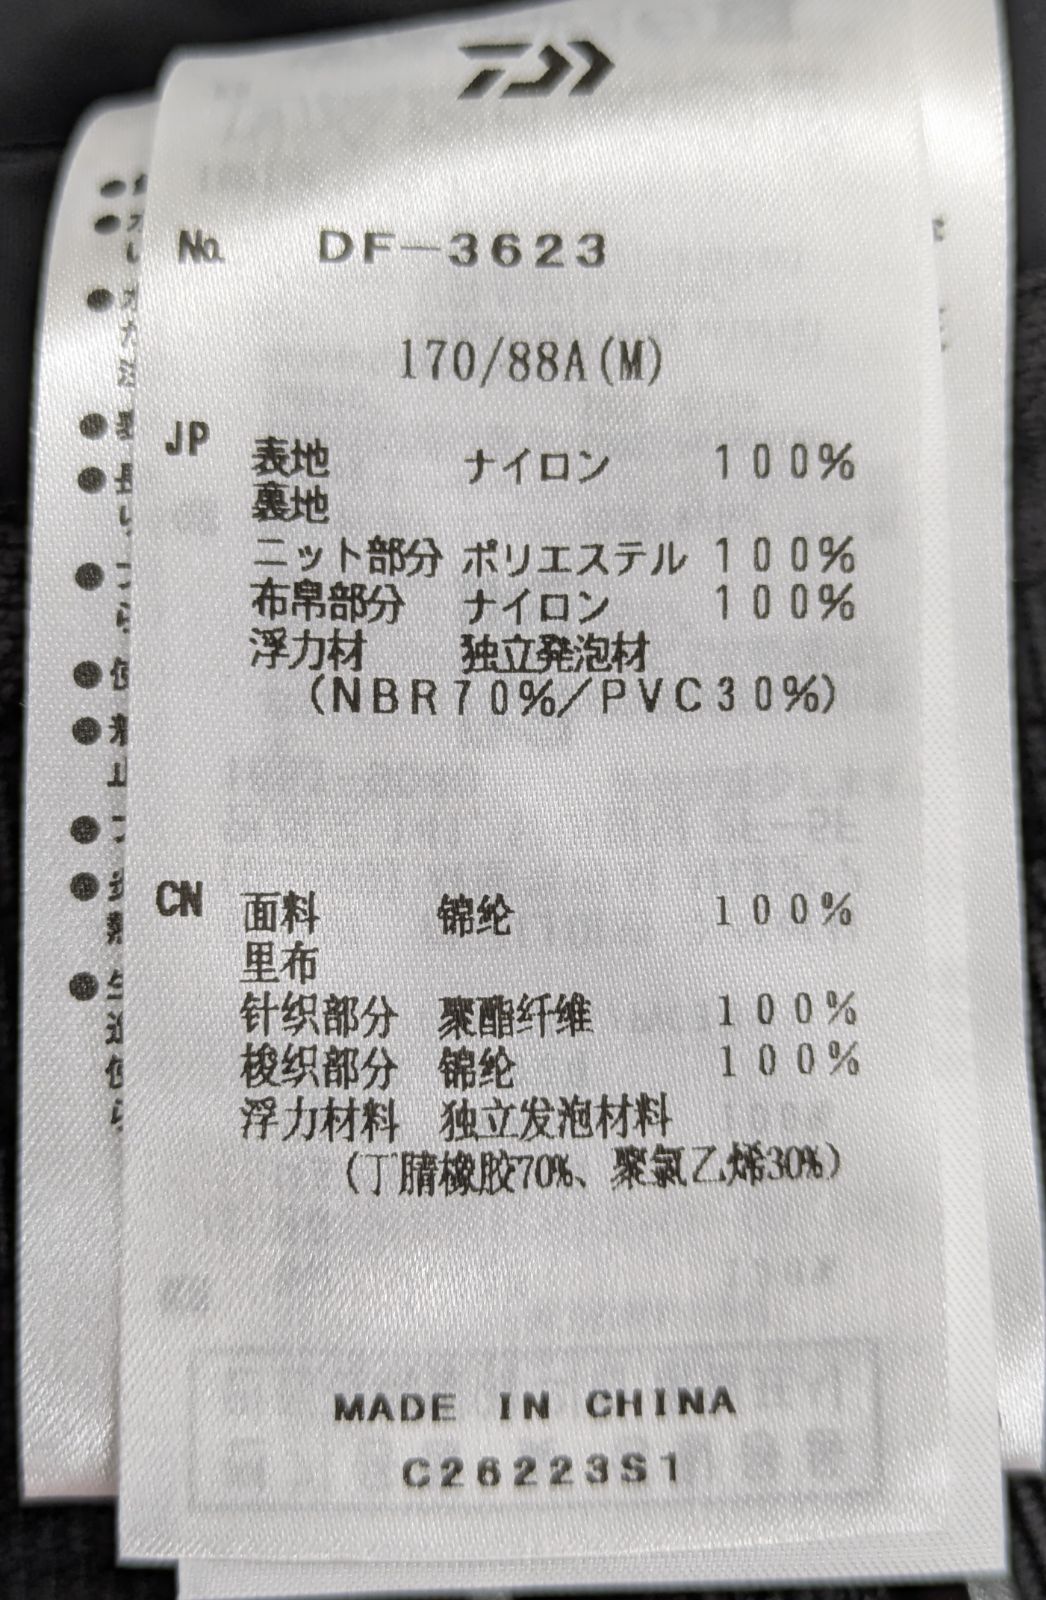 No. DF-3623
170/88A(M)
JP 表地 ナイロン 100%
裏地
ニット部分 ポリエステル 100%
布帛部分 ナイロン 100%
浮力材 独立発泡材
(NBR70%/PVC30%)
CN 面料 锦纶 100%
里布
针织部分 聚酯纤维 100%
梭织部分 锦纶 100%
浮力材料 独立发泡材料
(丁腈橡胶70%、聚氯乙烯30%)
MADE IN CHINA
C26223S1